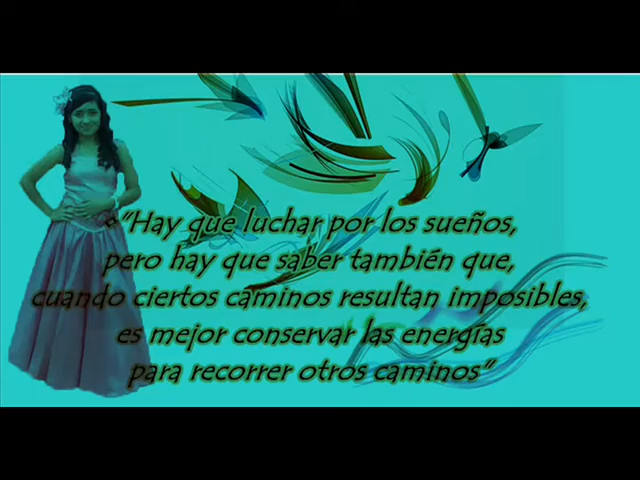 "Hay que luchar por los sueños,
pero hay que saber también que,
cuando ciertos caminos resultan imposibles,
es mejor conservar las energías
para recorrer otros caminos"